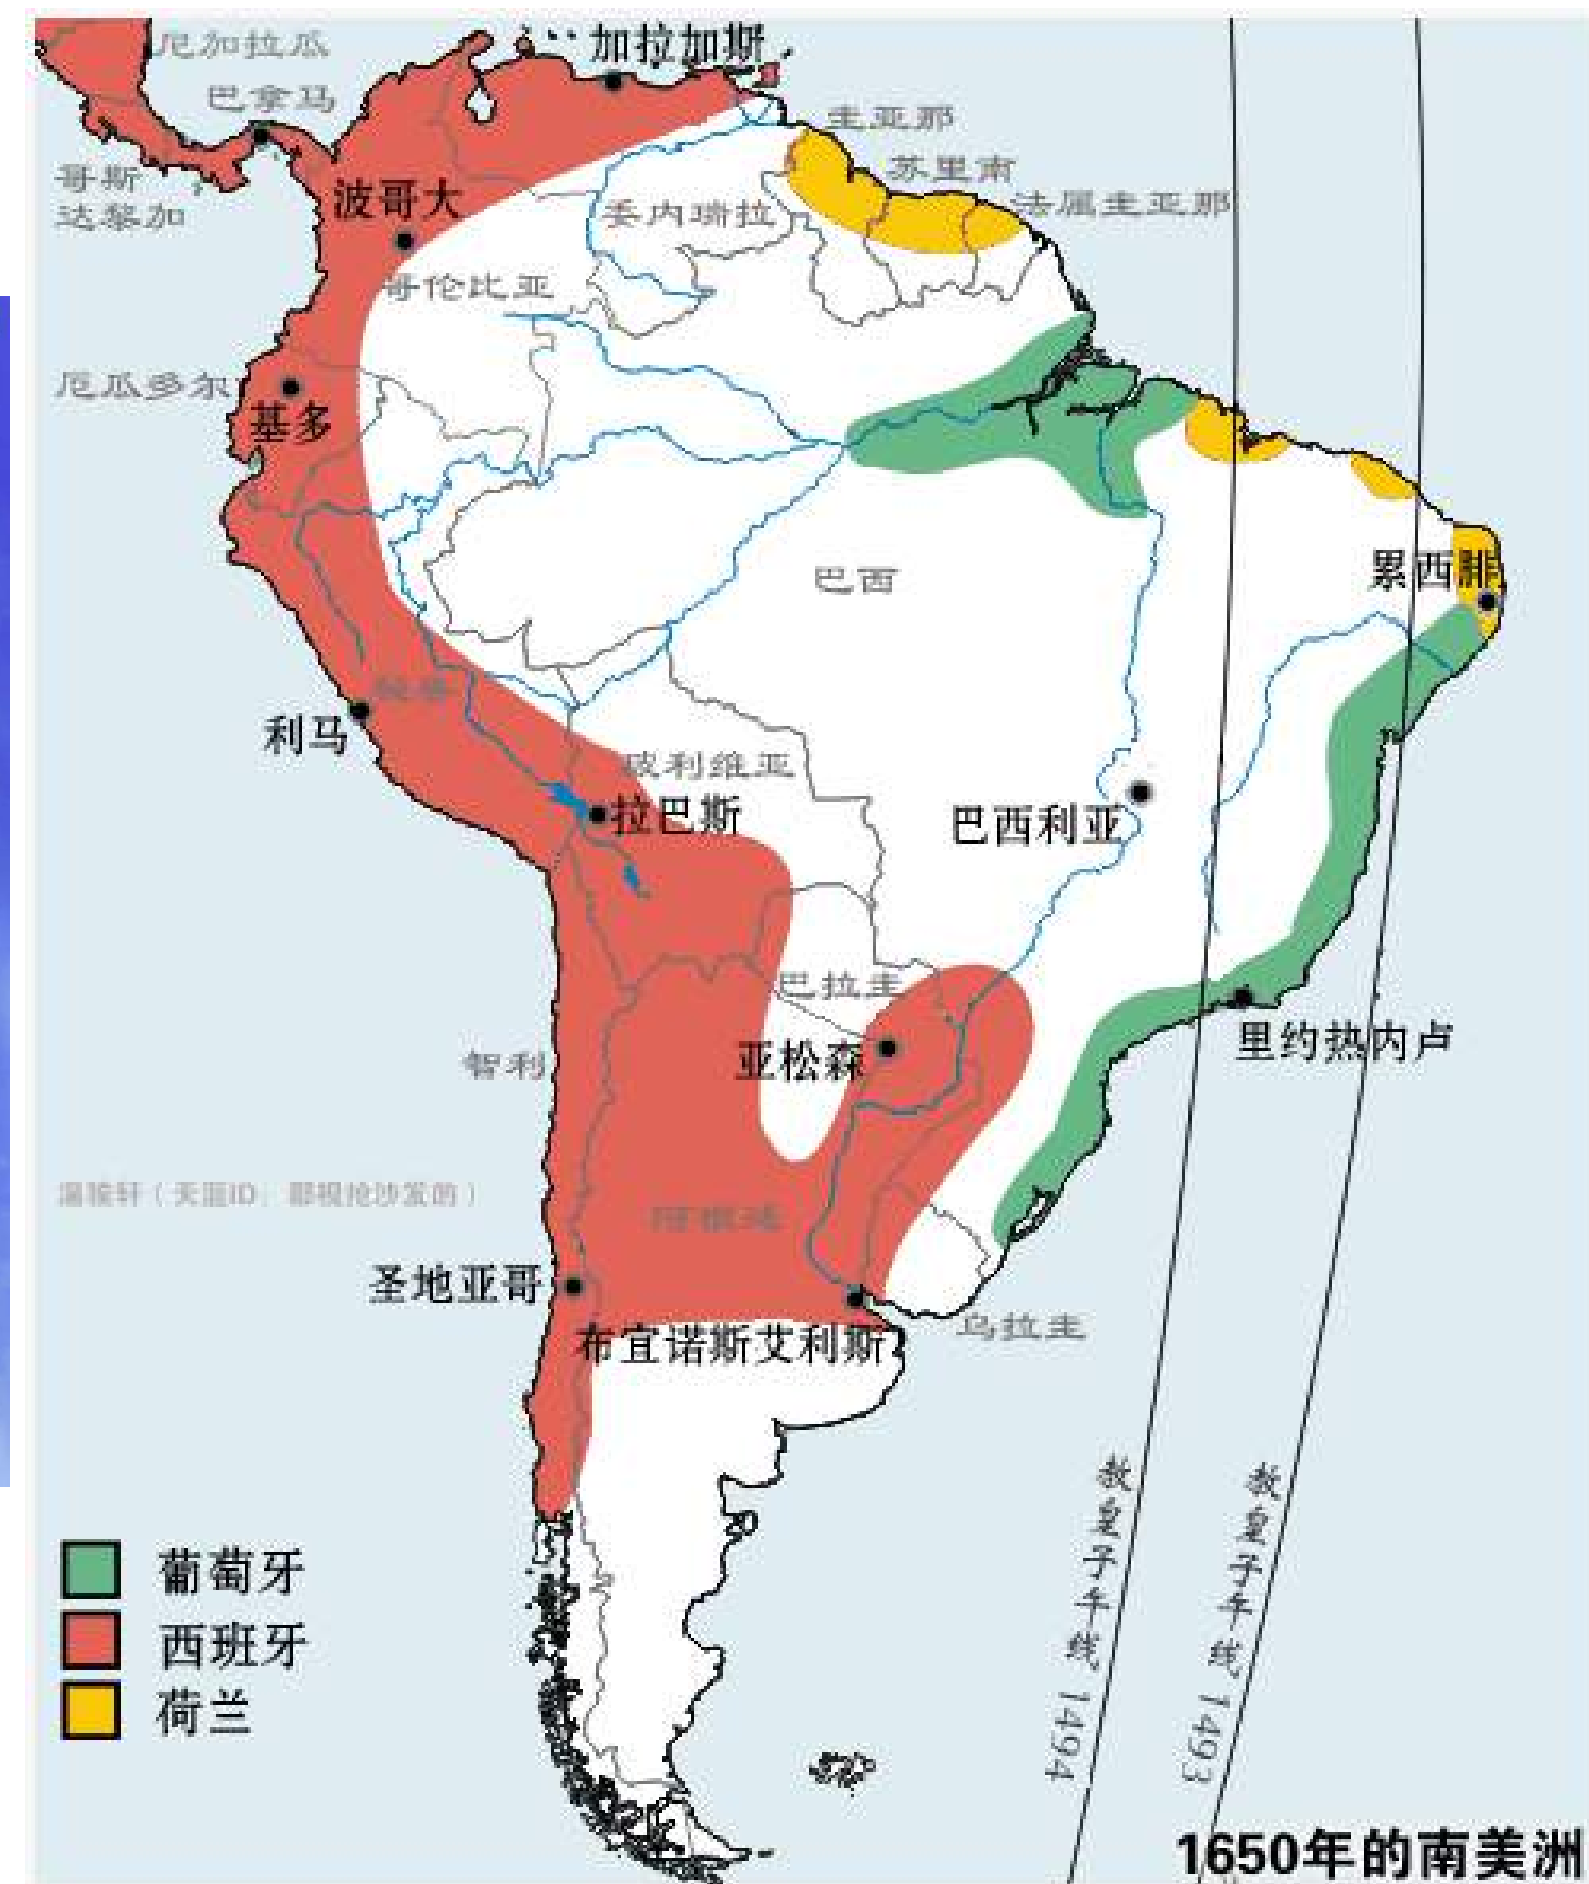 尼加拉瓜
加拉加斯
巴拿马
圭亚那
苏里南
哥斯
达黎加
波哥大
委内瑞拉
法属圭亚那
哥伦比亚
厄瓜多尔
基多
累西腓
巴西
秘鲁
利马
玻利维亚
拉巴斯
巴西利亚
巴拉圭
亚松森
里约热内卢
智利
阿根廷
圣地亚哥
布宜诺斯艾利斯
乌拉圭
教皇子午线 1494
教皇子午线 1493
葡萄牙
西班牙
荷兰
1650年的南美洲